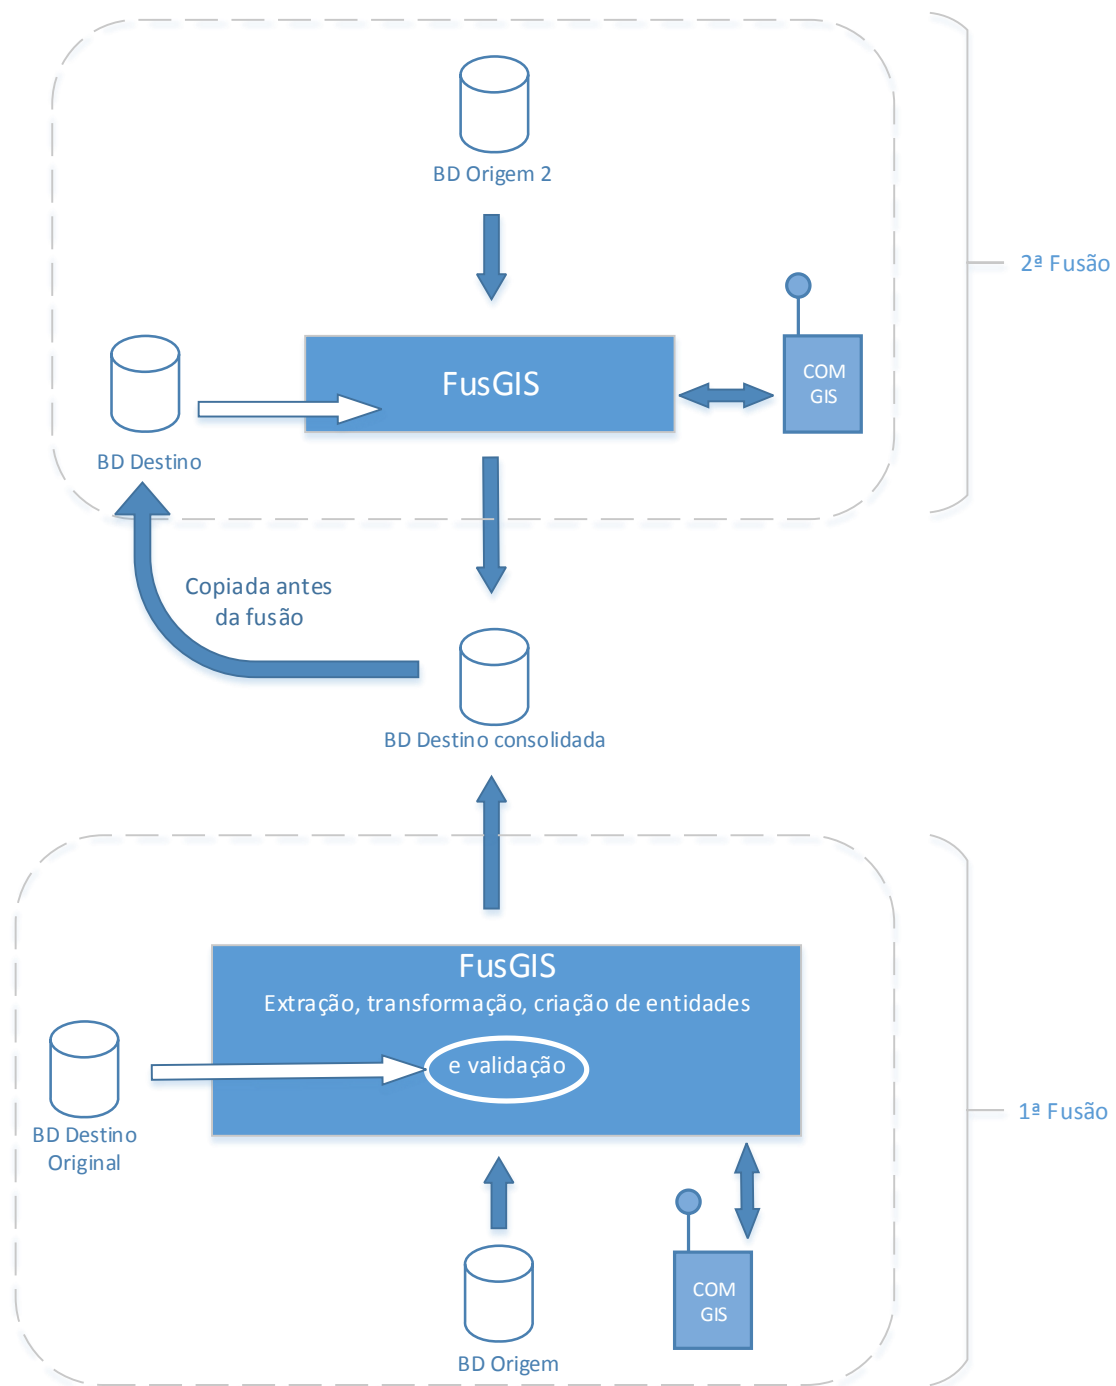 BD Origem 2
2ª Fusão
FusGIS
COM
GIS
BD Destino
Copiada antes
da fusão
BD Destino consolidada
FusGIS
Extração, transformação, criação de entidades
e validação
1ª Fusão
BD Destino
Original
COM
GIS
BD Origem